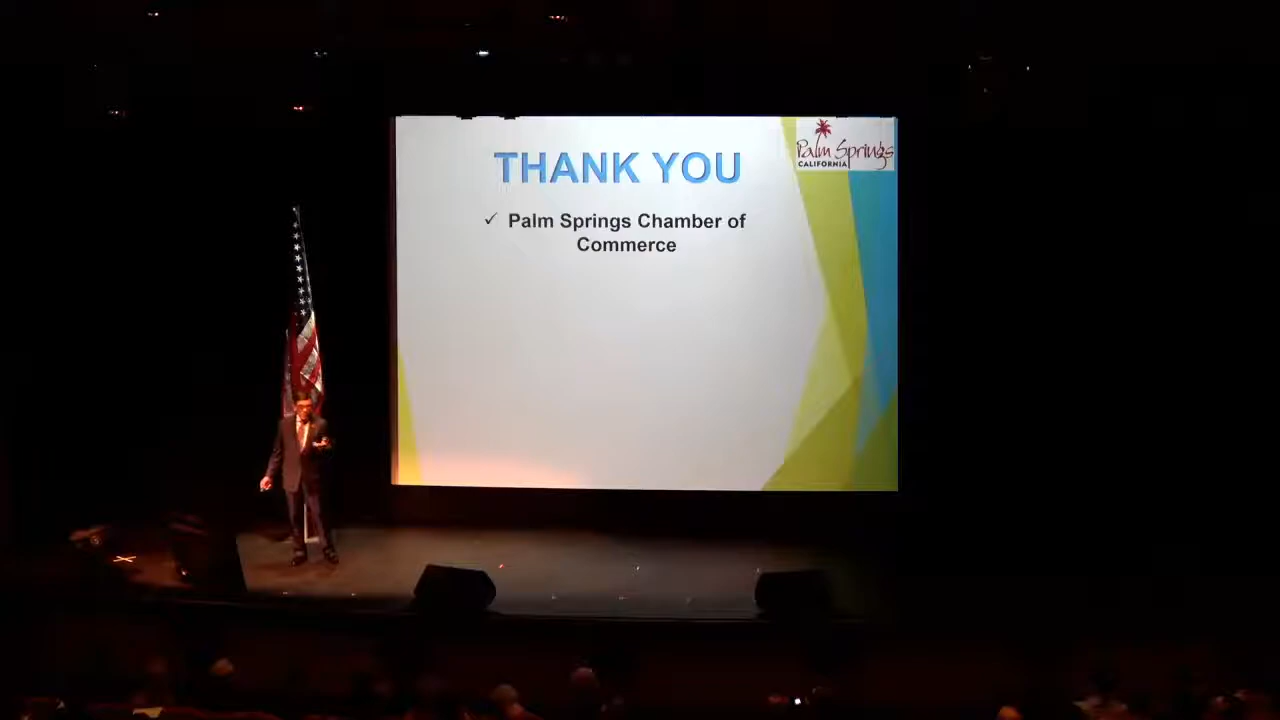 THANK YOU
Palm Springs
CALIFORNIA
✓ Palm Springs Chamber of
Commerce